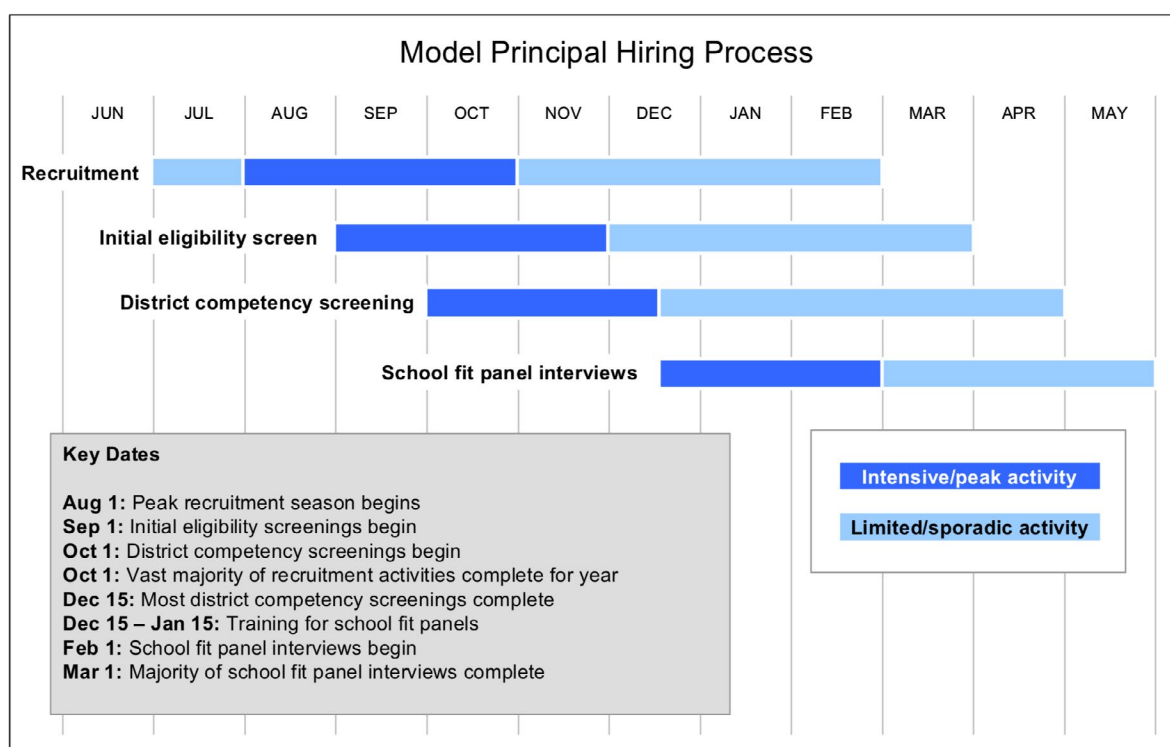 Model Principal Hiring Process
JUN JUL AUG SEP OCT NOV DEC JAN FEB MAR APR MAY
Recruitment
Initial eligibility screen
District competency screening
School fit panel interviews
Key Dates
Aug 1: Peak recruitment season begins
Sep 1: Initial eligibility screenings begin
Oct 1: District competency screenings begin
Oct 1: Vast majority of recruitment activities complete for year
Dec 15: Most district competency screenings complete
Dec 15 – Jan 15: Training for school fit panels
Feb 1: School fit panel interviews begin
Mar 1: Majority of school fit panel interviews complete
Intensive/peak activity
Limited/sporadic activity